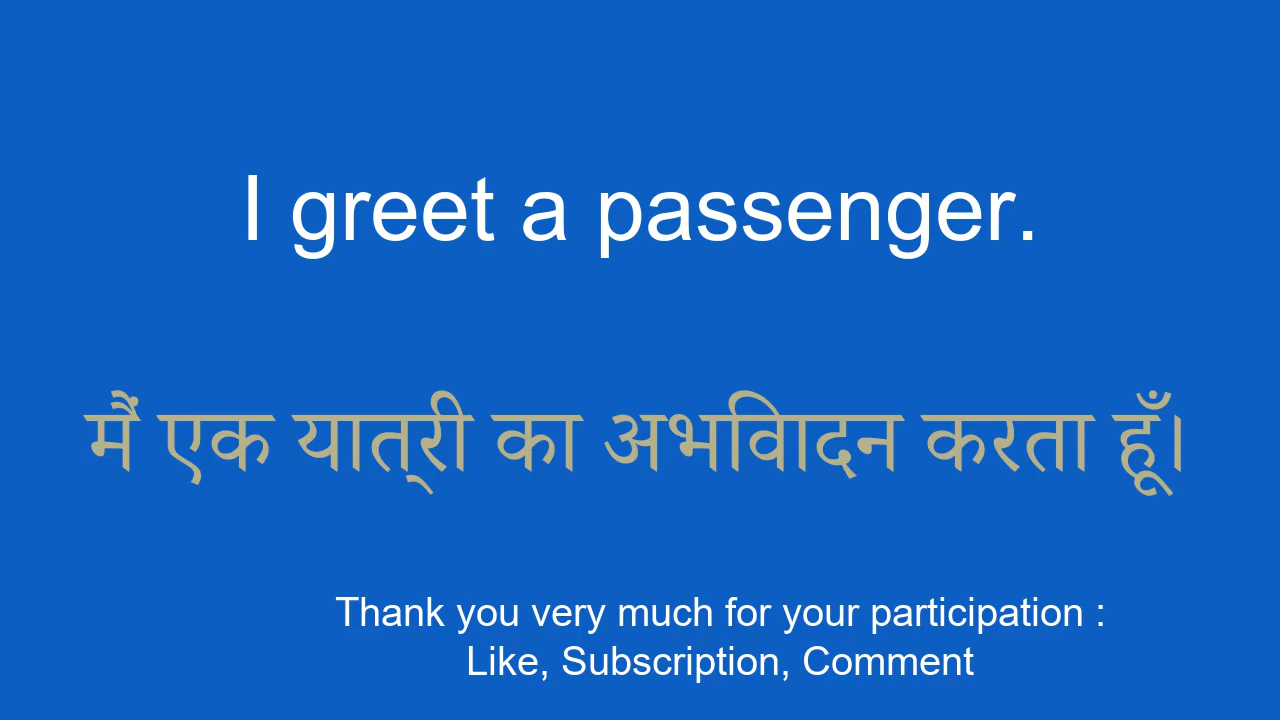 I greet a passenger.
मैं एक यात्री का अभिवादन करता हूँ।
Thank you very much for your participation :
Like, Subscription, Comment